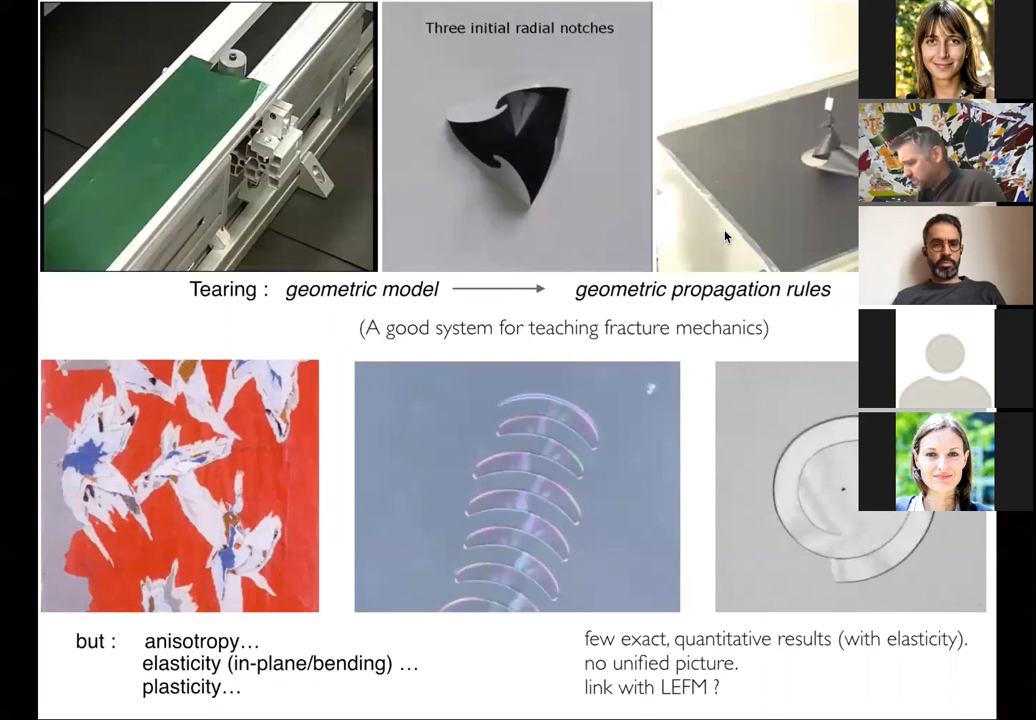 Three initial radial notches
Tearing : geometric model geometric propagation rules
(A good system for teaching fracture mechanics)
but : anisotropy…
elasticity (in-plane/bending) …
plasticity…
few exact, quantitative results (with elasticity).
no unified picture.
link with LEFM ?